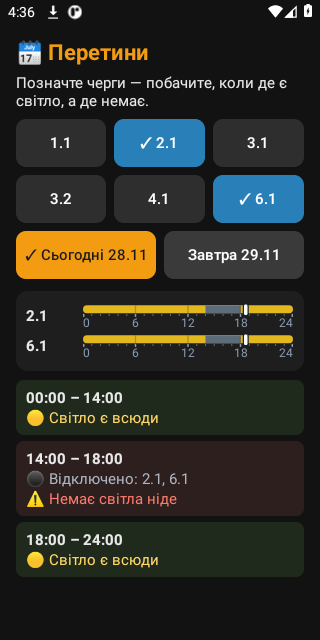 4:36
Перетини
Позначте черги — побачите, коли де є
світло, а де немає.
1.1
✓ 2.1
3.1
3.2
4.1
✓ 6.1
✓ Сьогодні 28.11
Завтра 29.11
2.1
0 6 12 18 24
6.1
0 6 12 18 24
00:00 – 14:00
Світло є всюди
14:00 – 18:00
Відключено: 2.1, 6.1
Немає світла ніде
18:00 – 24:00
Світло є всюди